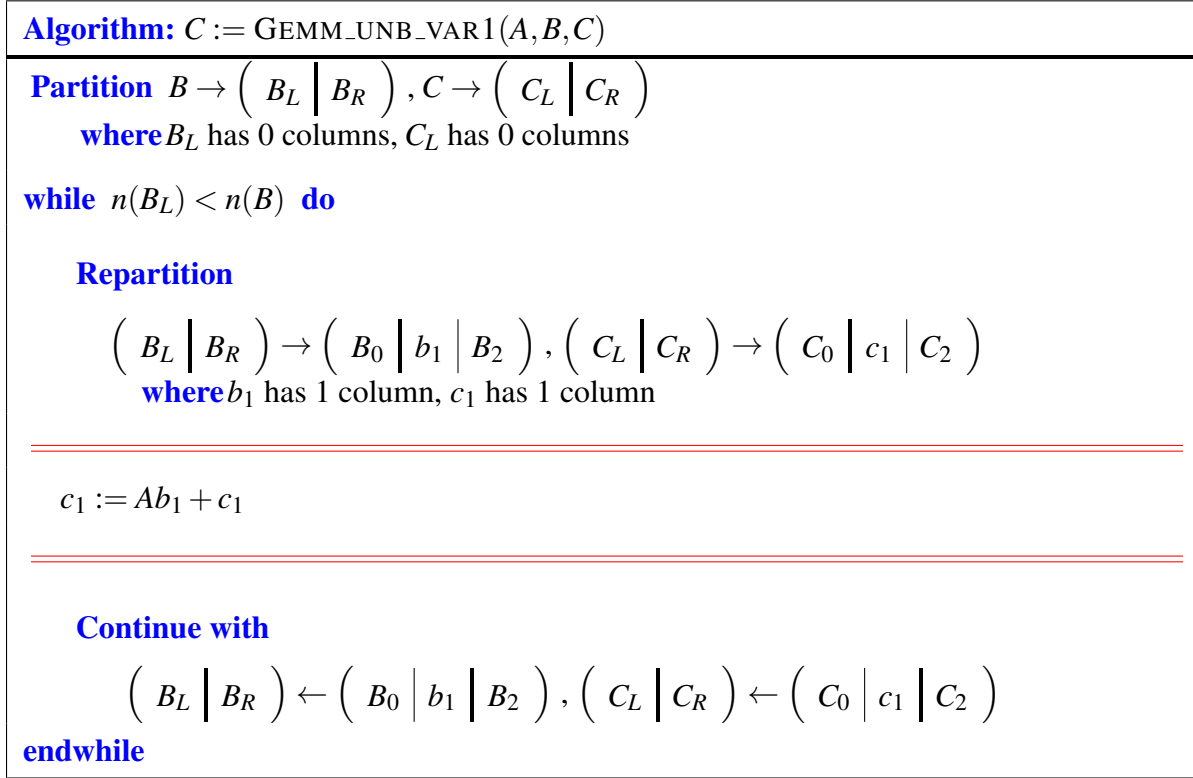 Algorithm: C := GEMM_UNB_VAR1(A,B,C)
Partition B → ( B_L | B_R ) , C → ( C_L | C_R )
where B_L has 0 columns, C_L has 0 columns
while n(B_L) < n(B) do
Repartition
( B_L | B_R ) → ( B_0 | b_1 | B_2 ) , ( C_L | C_R ) → ( C_0 | c_1 | C_2 )
where b_1 has 1 column, c_1 has 1 column
c_1 := Ab_1 + c_1
Continue with
( B_L | B_R ) ← ( B_0 | b_1 | B_2 ) , ( C_L | C_R ) ← ( C_0 | c_1 | C_2 )
endwhile